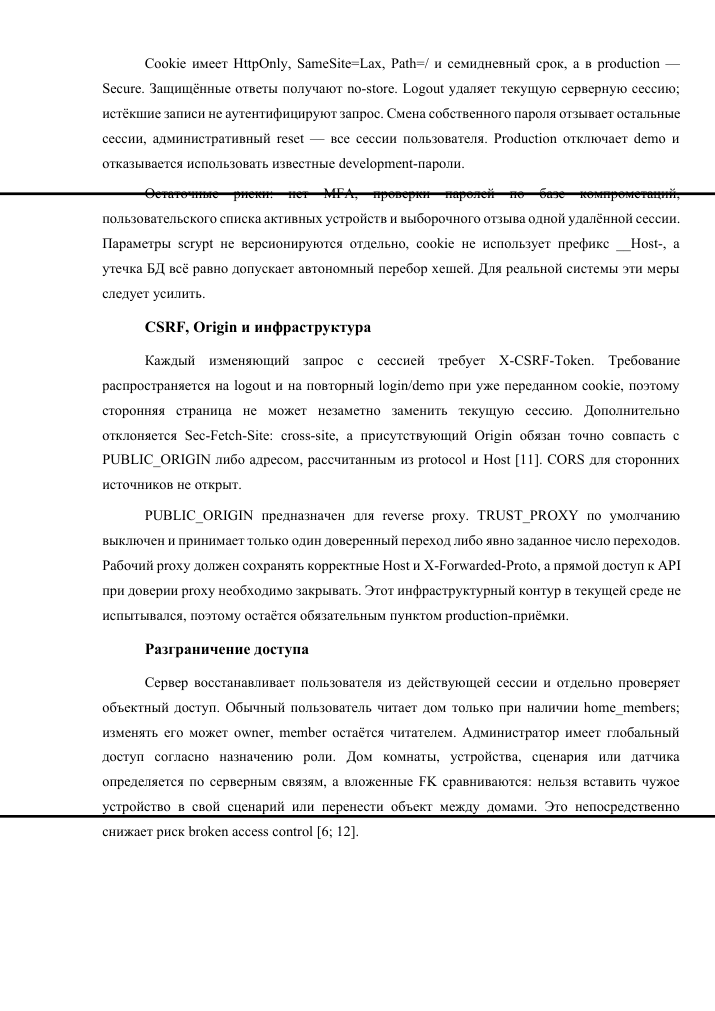 Cookie имеет HttpOnly, SameSite=Lax, Path=/ и семидневный срок, а в production —
Secure. Защищённые ответы получают no-store. Logout удаляет текущую серверную сессию;
истёкшие записи не аутентифицируют запрос. Смена собственного пароля отзывает остальные
сессии, административный reset — все сессии пользователя. Production отключает demo и
отказывается использовать известные development-пароли.
Остаточные риски: нет MFA, проверки паролей по базе компрометаций,
пользовательского списка активных устройств и выборочного отзыва одной удалённой сессии.
Параметры scrypt не версионируются отдельно, cookie не использует префикс __Host-, а
утечка БД всё равно допускает автономный перебор хешей. Для реальной системы эти меры
следует усилить.
CSRF, Origin и инфраструктура
Каждый изменяющий запрос с сессией требует X-CSRF-Token. Требование
распространяется на logout и на повторный login/demo при уже переданном cookie, поэтому
сторонняя страница не может незаметно заменить текущую сессию. Дополнительно
отклоняется Sec-Fetch-Site: cross-site, а присутствующий Origin обязан точно совпасть с
PUBLIC_ORIGIN либо адресом, рассчитанным из protocol и Host [11]. CORS для сторонних
источников не открыт.
PUBLIC_ORIGIN предназначен для reverse proxy. TRUST_PROXY по умолчанию
выключен и принимает только один доверенный переход либо явно заданное число переходов.
Рабочий proxy должен сохранять корректные Host и X-Forwarded-Proto, а прямой доступ к API
при доверии proxy необходимо закрывать. Этот инфраструктурный контур в текущей среде не
испытывался, поэтому остаётся обязательным пунктом production-приёмки.
Разграничение доступа
Сервер восстанавливает пользователя из действующей сессии и отдельно проверяет
объектный доступ. Обычный пользователь читает дом только при наличии home_members;
изменять его может owner, member остаётся читателем. Администратор имеет глобальный
доступ согласно назначению роли. Дом комнаты, устройства, сценария или датчика
определяется по серверным связям, а вложенные FK сравниваются: нельзя вставить чужое
устройство в свой сценарий или перенести объект между домами. Это непосредственно
снижает риск broken access control [6; 12].